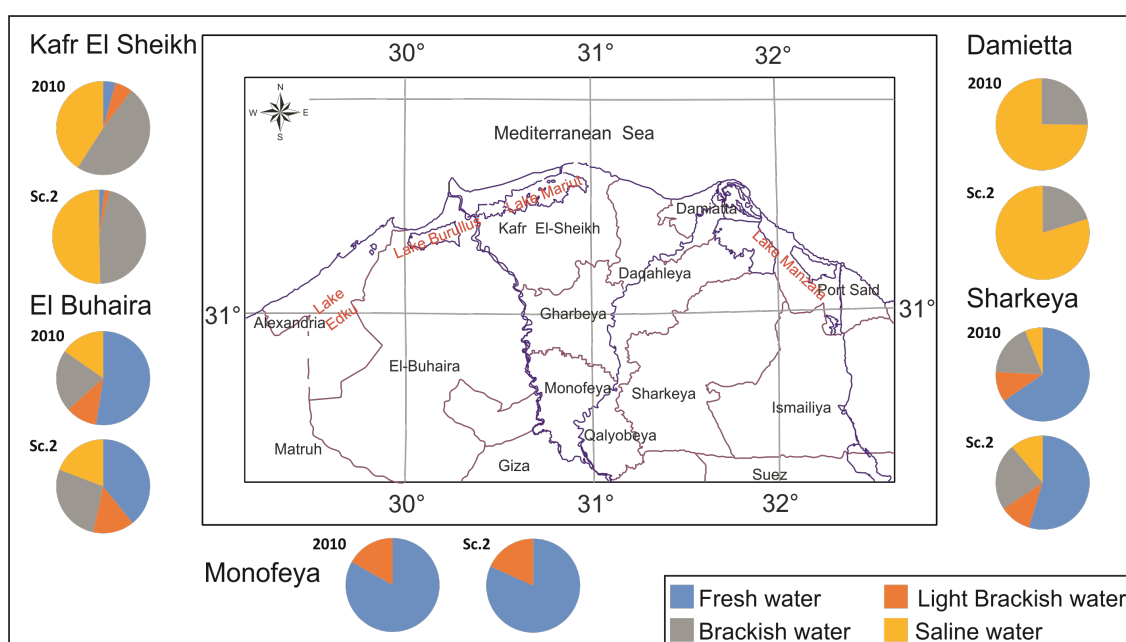 Kafr El Sheikh
2010
Sc.2
El Buhaira
2010
Sc.2
30° 31° 32°
N
W E
S
Mediterranean Sea
Lake Mariut
Lake Burullus
Kafr El-Sheikh
Damiatta
Lake Manzala
Daqahleya
Port Said
31° 31°
Lake
Edku
Alexandria
Gharbeya
El-Buhaira
Monofeya
Sharkeya
Ismailiya
Qalyobeya
Matruh
Giza
Suez
30° 31° 32°
Damietta
2010
Sc.2
Sharkeya
2010
Sc.2
Monofeya
2010
Sc.2
Fresh water
Light Brackish water
Brackish water
Saline water